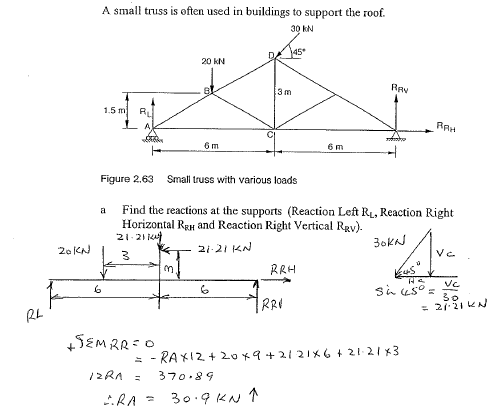 A small truss is often used in buildings to support the roof.
30 kN
45°
20 kN
D
B
3 m
RRV
1.5 m
RL
A
C
RRH
6 m
6 m
Figure 2.63 Small truss with various loads
a Find the reactions at the supports (Reaction Left RL, Reaction Right
Horizontal RRH and Reaction Right Vertical RRV).
21.21 kN
20KN
3
21.21 KN
3m
RRH
6
6
RRV
RL
30KN
VC
45°
HC
Sin 45° = VC/30
= 21.21 KN
+ΣMRR = 0
= -RA×12 + 20×9 + 21.21×6 + 21.21×3
12RA = 370.89
∴RA = 30.9 KN ↑